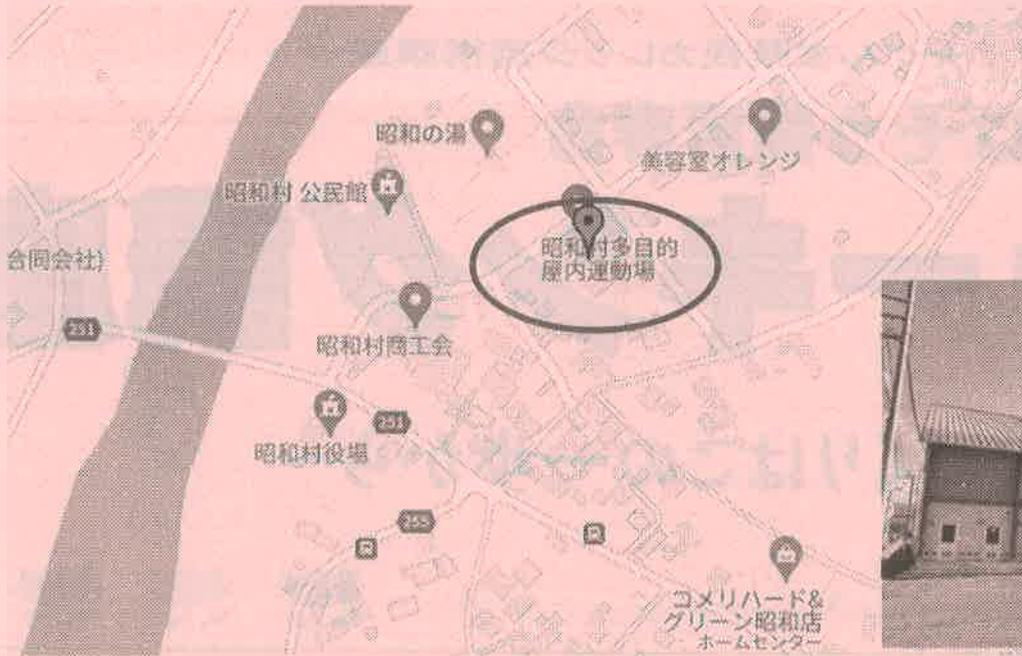 昭和の湯
美容室オレンジ
昭和村 公民館
昭和村多目的
屋内運動場
合同会社)
251
昭和村商工会
251
昭和村役場
255
コメリハード&
グリーン昭和店
ホームセンター